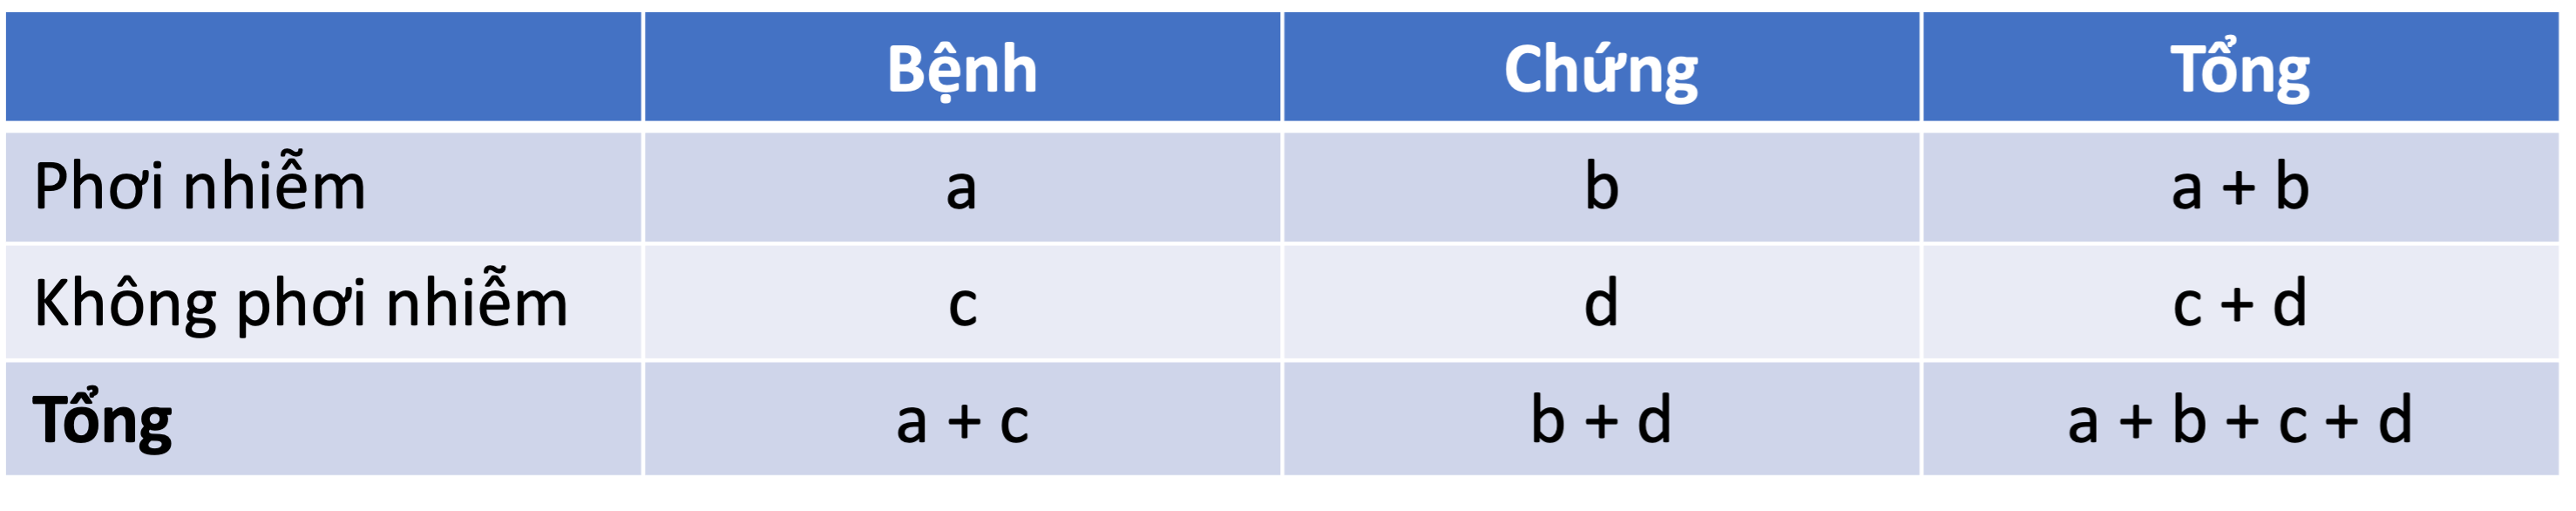 Bệnh Chứng Tổng
Phơi nhiễm a b a + b
Không phơi nhiễm c d c + d
Tổng a + c b + d a + b + c + d